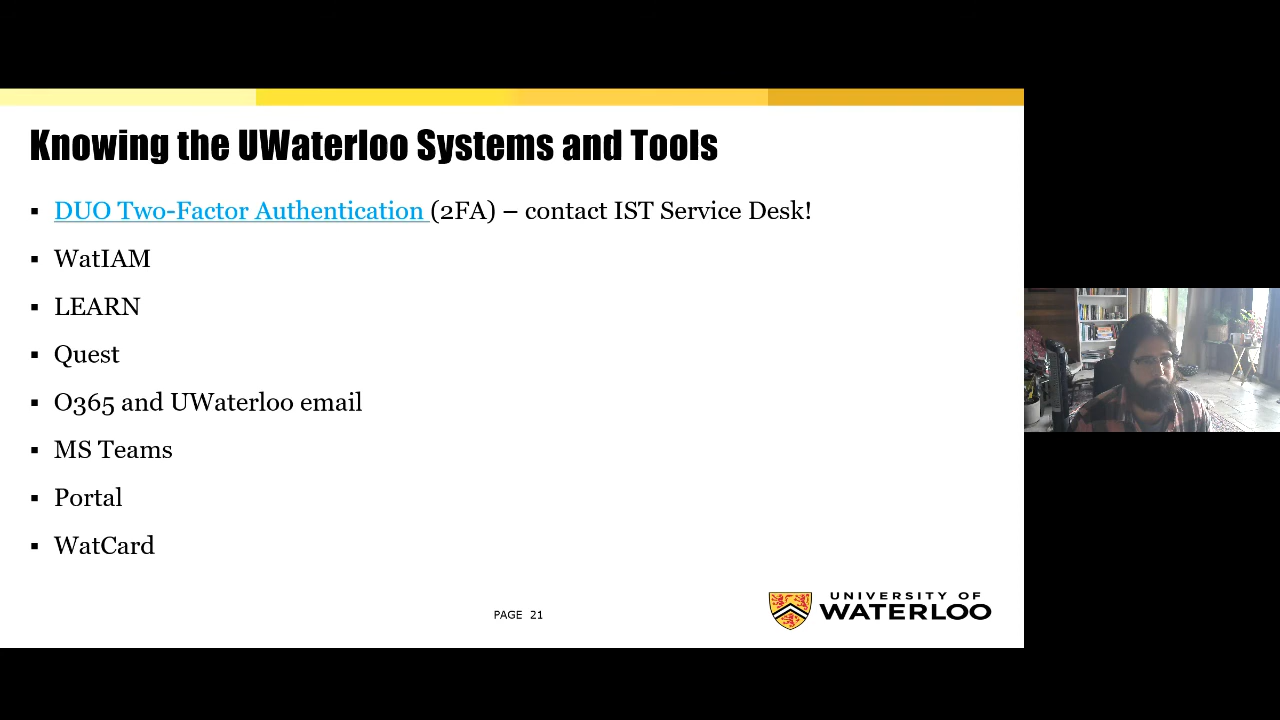 Knowing the UWaterloo Systems and Tools
▪ DUO Two-Factor Authentication (2FA) – contact IST Service Desk!
▪ WatIAM
▪ LEARN
▪ Quest
▪ O365 and UWaterloo email
▪ MS Teams
▪ Portal
▪ WatCard
PAGE 21
UNIVERSITY OF
WATERLOO